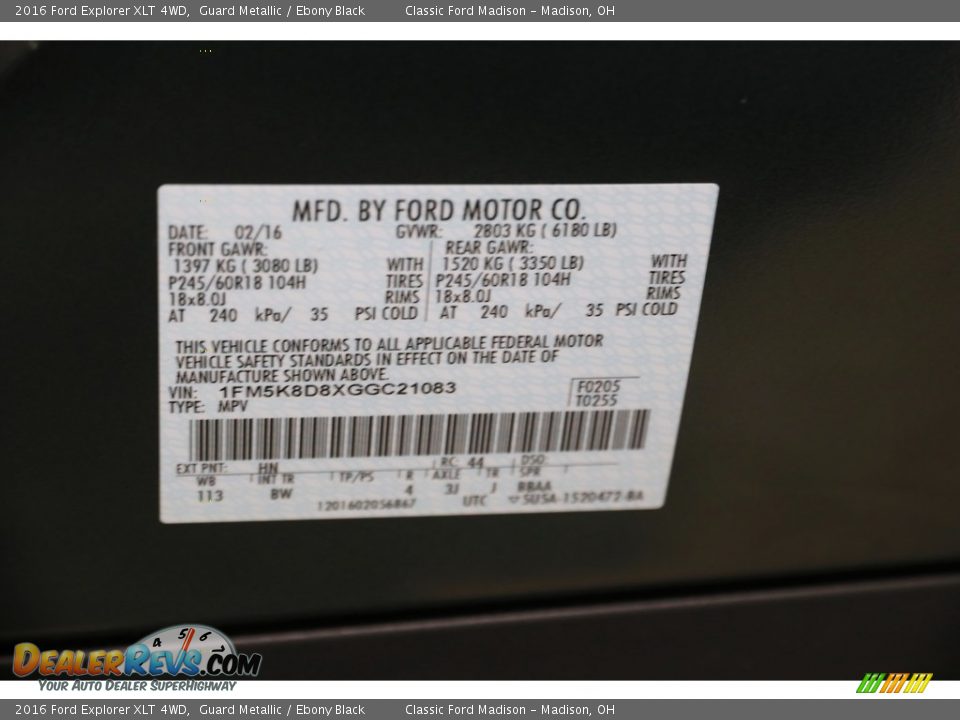 2016 Ford Explorer XLT 4WD, Guard Metallic / Ebony Black Classic Ford Madison – Madison, OH
MFD. BY FORD MOTOR CO.
DATE: 02/16 GVWR: 2803 KG ( 6180 LB)
FRONT GAWR: REAR GAWR:
1397 KG ( 3080 LB) WITH 1520 KG ( 3350 LB) WITH
P245/60R18 104H TIRES P245/60R18 104H TIRES
18x8.0J RIMS 18x8.0J RIMS
AT 240 kPa/ 35 PSI COLD AT 240 kPa/ 35 PSI COLD
THIS VEHICLE CONFORMS TO ALL APPLICABLE FEDERAL MOTOR
VEHICLE SAFETY STANDARDS IN EFFECT ON THE DATE OF
MANUFACTURE SHOWN ABOVE.
VIN: 1FM5K8D8XGGC21083 F0205
TYPE: MPV T0255
EXT PNT: HN RC: 44 DSO:
WB INT TR TP/PS R AXLE TR SPR
113 BW 4 3J J BBAA
1201602056867 UTC SUSA-1520472-BA
4 5 6
DEALERREVS.COM
YOUR AUTO DEALER SUPERHIGHWAY
2016 Ford Explorer XLT 4WD, Guard Metallic / Ebony Black Classic Ford Madison – Madison, OH